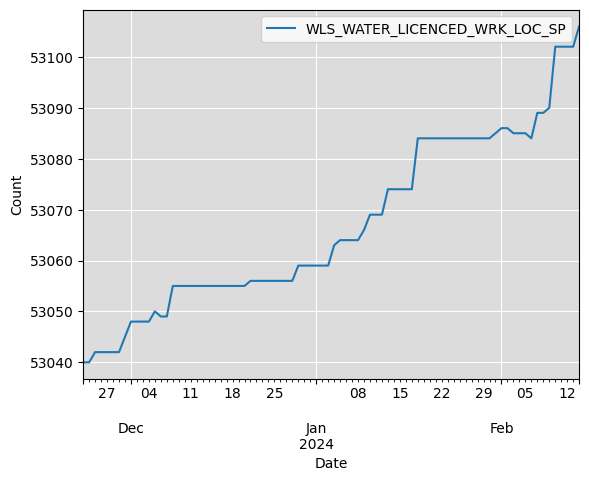 WLS_WATER_LICENCED_WRK_LOC_SP
53100
53090
53080
53070
53060
53050
53040
Count
27 04 11 18 25 08 15 22 29 05 12
Dec Jan Feb
2024
Date